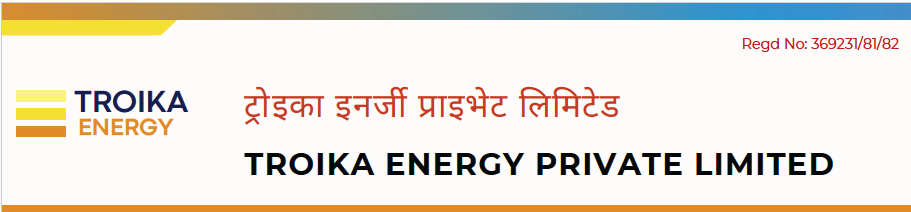 Regd No: 369231/81/82
TROIKA
ENERGY
ट्रोइका इनर्जी प्राइभेट लिमिटेड
TROIKA ENERGY PRIVATE LIMITED